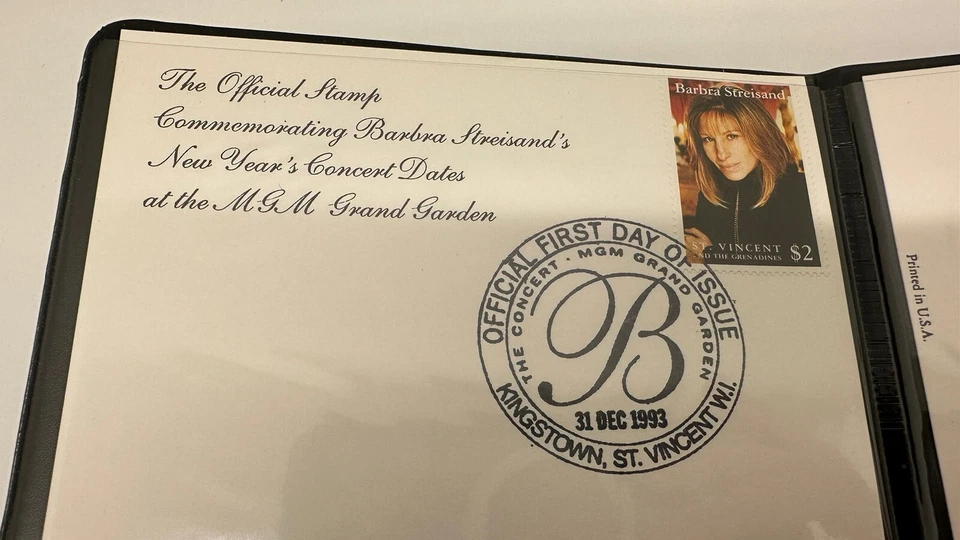 The Official Stamp
Commemorating Barbra Streisand's
New Year's Concert Dates
at the MGM Grand Garden
Barbra Streisand
ST. VINCENT
AND THE GRENADINES $2
OFFICIAL FIRST DAY OF ISSUE
THE CONCERT · MGM GRAND GARDEN
B
31 DEC 1993
KINGSTOWN, ST. VINCENT W.I.
Printed in U.S.A.